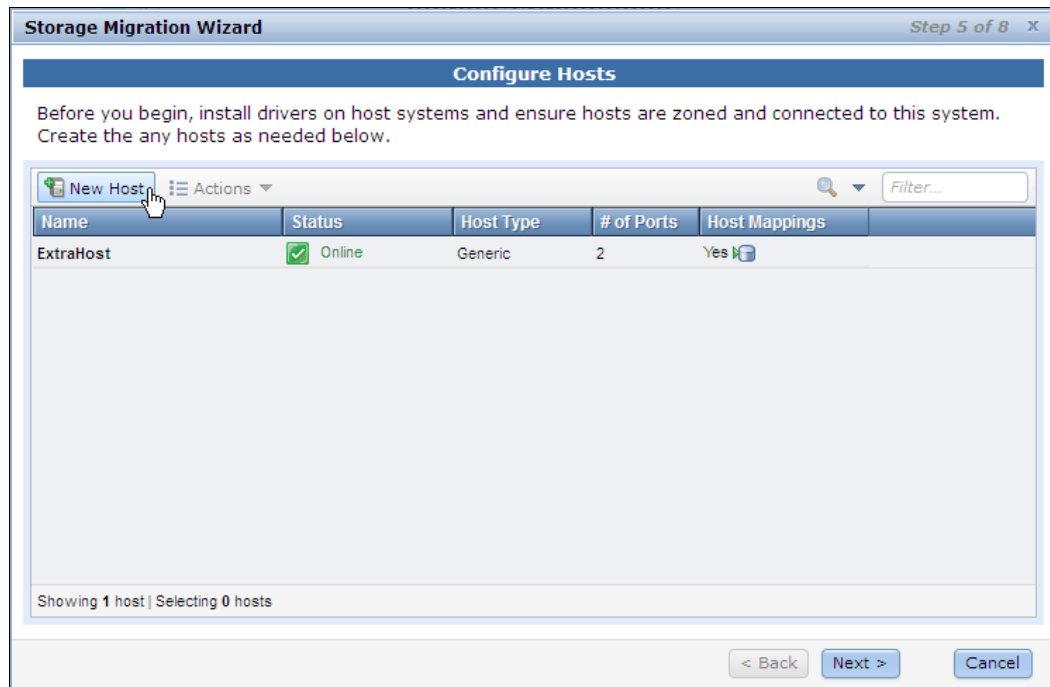 Storage Migration Wizard Step 5 of 8 X
Configure Hosts
Before you begin, install drivers on host systems and ensure hosts are zoned and connected to this system.
Create the any hosts as needed below.
New Host Actions Filter...
Name Status Host Type # of Ports Host Mappings
ExtraHost Online Generic 2 Yes
Showing 1 host | Selecting 0 hosts
< Back Next > Cancel